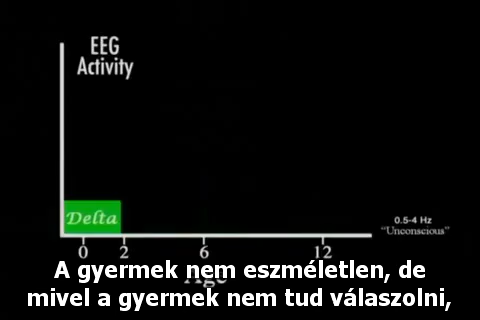 EEG
Activity
Delta
0.5-4 Hz
"Unconscious"
0 2 6 12
Age
A gyermek nem eszméletlen, de
mivel a gyermek nem tud válaszolni,